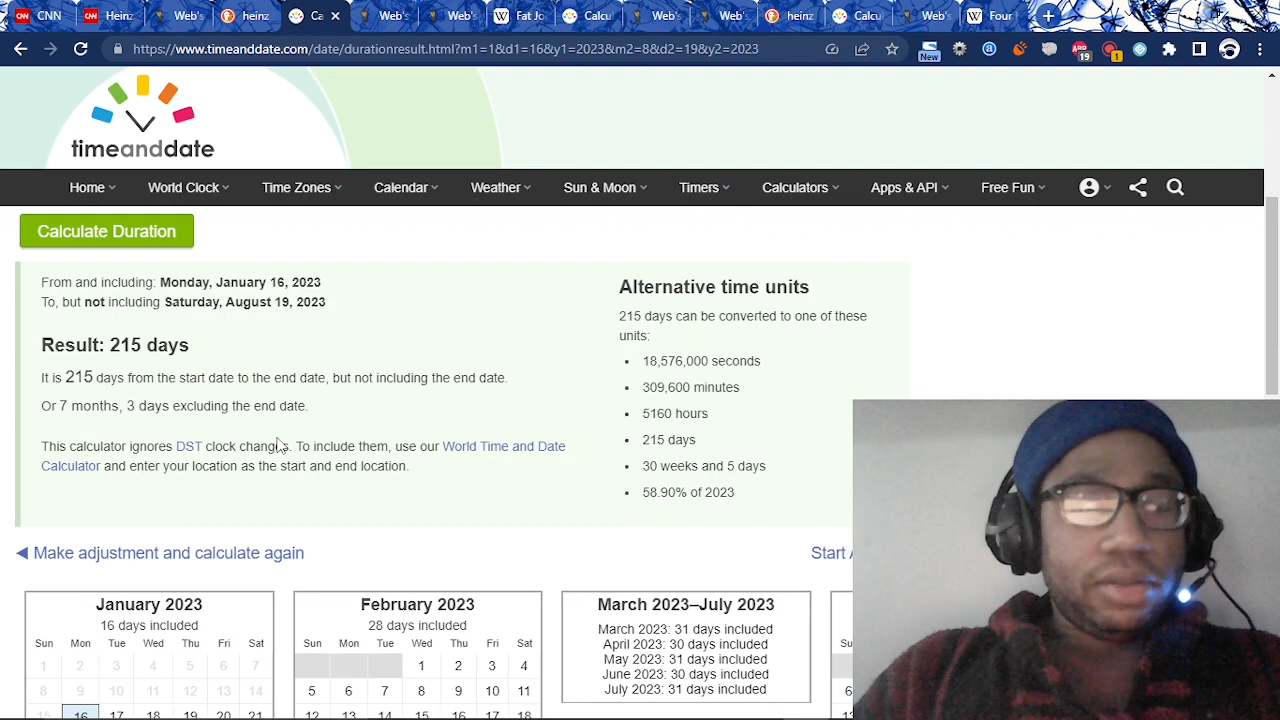 CNN
Heinz
Web's
heinz
Ca
Web's
Web's
Fat Jo
Calcul
Web's
Web's
heinz
Calcul
Web's
Four
https://www.timeanddate.com/date/durationresult.html?m1=1&d1=16&y1=2023&m2=8&d2=19&y2=2023
New
ABP
19
1
timeanddate
Home
World Clock
Time Zones
Calendar
Weather
Sun & Moon
Timers
Calculators
Apps & API
Free Fun
Calculate Duration
From and including: Monday, January 16, 2023
To, but not including Saturday, August 19, 2023
Result: 215 days
It is 215 days from the start date to the end date, but not including the end date.
Or 7 months, 3 days excluding the end date.
This calculator ignores DST clock changes. To include them, use our World Time and Date
Calculator and enter your location as the start and end location.
Alternative time units
215 days can be converted to one of these
units:
• 18,576,000 seconds
• 309,600 minutes
• 5160 hours
• 215 days
• 30 weeks and 5 days
• 58.90% of 2023
◀ Make adjustment and calculate again
Start
January 2023
16 days included
Sun Mon Tue Wed Thu Fri Sat
1 2 3 4 5 6 7
8 9 10 11 12 13 14
15 16 17 18 19 20 21
February 2023
28 days included
Sun Mon Tue Wed Thu Fri Sat
1 2 3 4
5 6 7 8 9 10 11
12 13 14 15 16 17 18
March 2023–July 2023
March 2023: 31 days included
April 2023: 30 days included
May 2023: 31 days included
June 2023: 30 days included
July 2023: 31 days included
Su
6